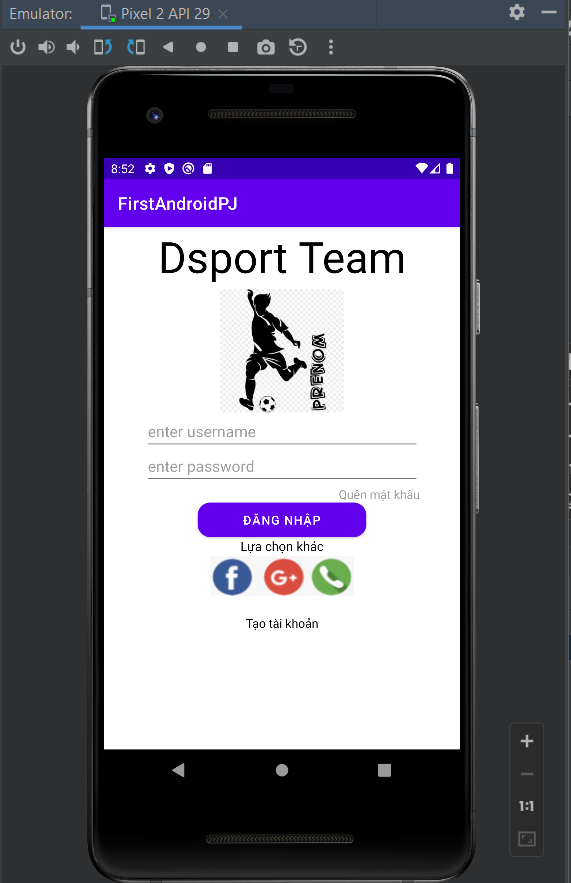 Emulator: Pixel 2 API 29
8:52
FirstAndroidPJ
Dsport Team
PRENOM
enter username
enter password
Quên mật khẩu
ĐĂNG NHẬP
Lựa chọn khác
f G+
Tạo tài khoản
1:1